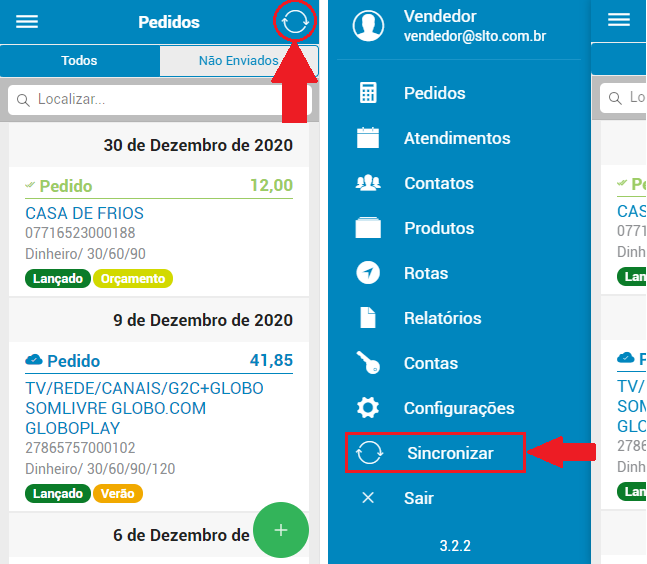 Pedidos
Todos
Não Enviados
Localizar...
30 de Dezembro de 2020
Pedido 12,00
CASA DE FRIOS
07716523000188
Dinheiro/ 30/60/90
Lançado Orçamento
9 de Dezembro de 2020
Pedido 41,85
TV/REDE/CANAIS/G2C+GLOBO
SOMLIVRE GLOBO.COM
GLOBOPLAY
27865757000102
Dinheiro/ 30/60/90/120
Lançado Verão
6 de Dezembro de
Vendedor
vendedor@slto.com.br
Pedidos
Atendimentos
Contatos
Produtos
Rotas
Relatórios
Contas
Configurações
Sincronizar
Sair
3.2.2
Lo
Pe
CAS
0771
Dinh
Lan
P
TV/
SOM
GLO
2786
Dinh
Lan